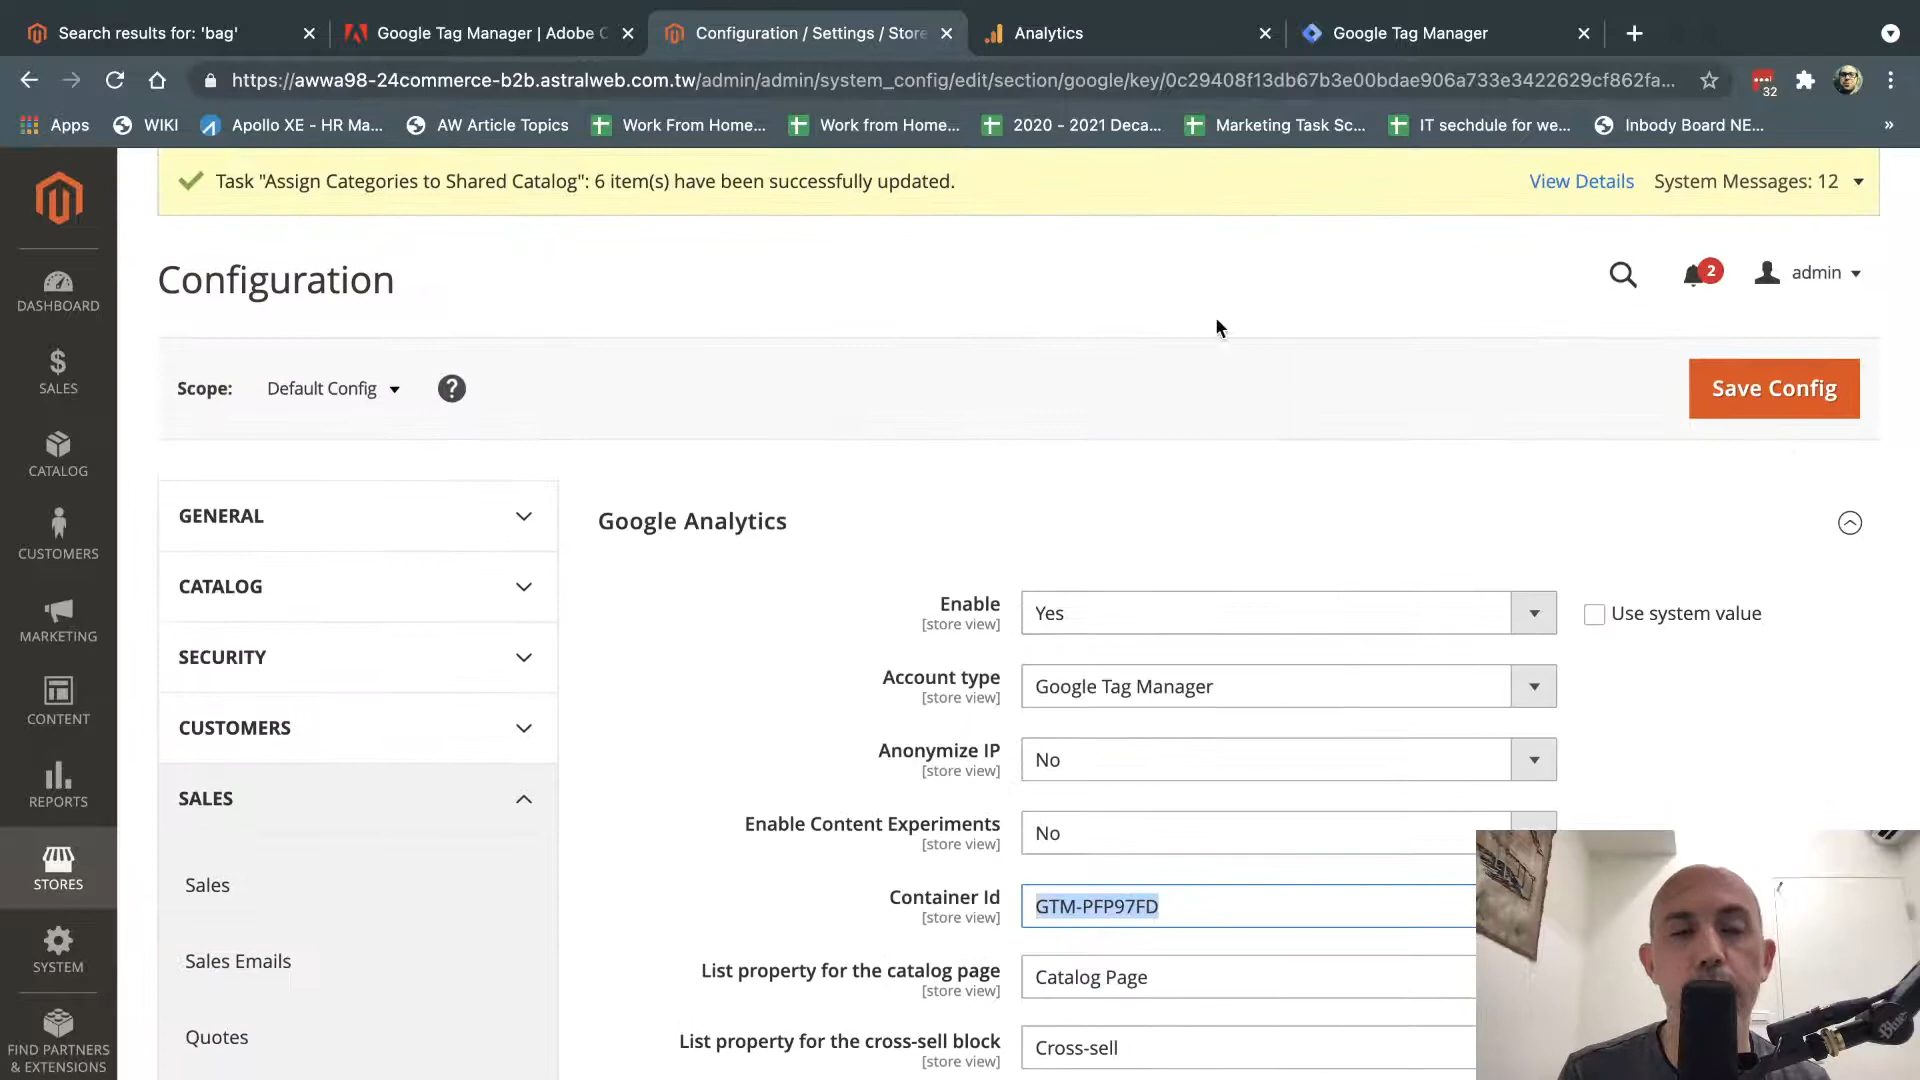 Search results for: 'bag'
Google Tag Manager | Adobe C
Configuration / Settings / Store
Analytics
Google Tag Manager
https://awwa98-24commerce-b2b.astralweb.com.tw/admin/admin/system_config/edit/section/google/key/0c29408f13db67b3e00bdae906a733e3422629cf862fa...
32
Apps
WIKI
Apollo XE - HR Ma...
AW Article Topics
Work From Home...
Work from Home...
2020 - 2021 Deca...
Marketing Task Sc...
IT sechdule for we...
Inbody Board NE...
»
Task "Assign Categories to Shared Catalog": 6 item(s) have been successfully updated.
View Details
System Messages: 12
Configuration
2
admin
Scope:
Default Config
?
Save Config
DASHBOARD
SALES
CATALOG
CUSTOMERS
MARKETING
CONTENT
REPORTS
STORES
SYSTEM
FIND PARTNERS
& EXTENSIONS
GENERAL
CATALOG
SECURITY
CUSTOMERS
SALES
Sales
Sales Emails
Quotes
Google Analytics
Enable
[store view]
Yes
Use system value
Account type
[store view]
Google Tag Manager
Anonymize IP
[store view]
No
Enable Content Experiments
[store view]
No
Container Id
[store view]
GTM-PFP97FD
List property for the catalog page
[store view]
Catalog Page
List property for the cross-sell block
[store view]
Cross-sell
Blue